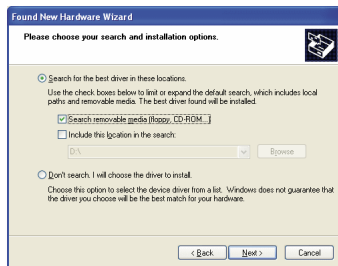 Found New Hardware Wizard
Please choose your search and installation options.
Search for the best driver in these locations.
Use the check boxes below to limit or expand the default search, which includes local
paths and removable media. The best driver found will be installed.
Search removable media (floppy, CD-ROM...)
Include this location in the search:
D:\
Browse
Don't search. I will choose the driver to install.
Choose this option to select the device driver from a list. Windows does not guarantee that
the driver you choose will be the best match for your hardware.
< Back Next > Cancel